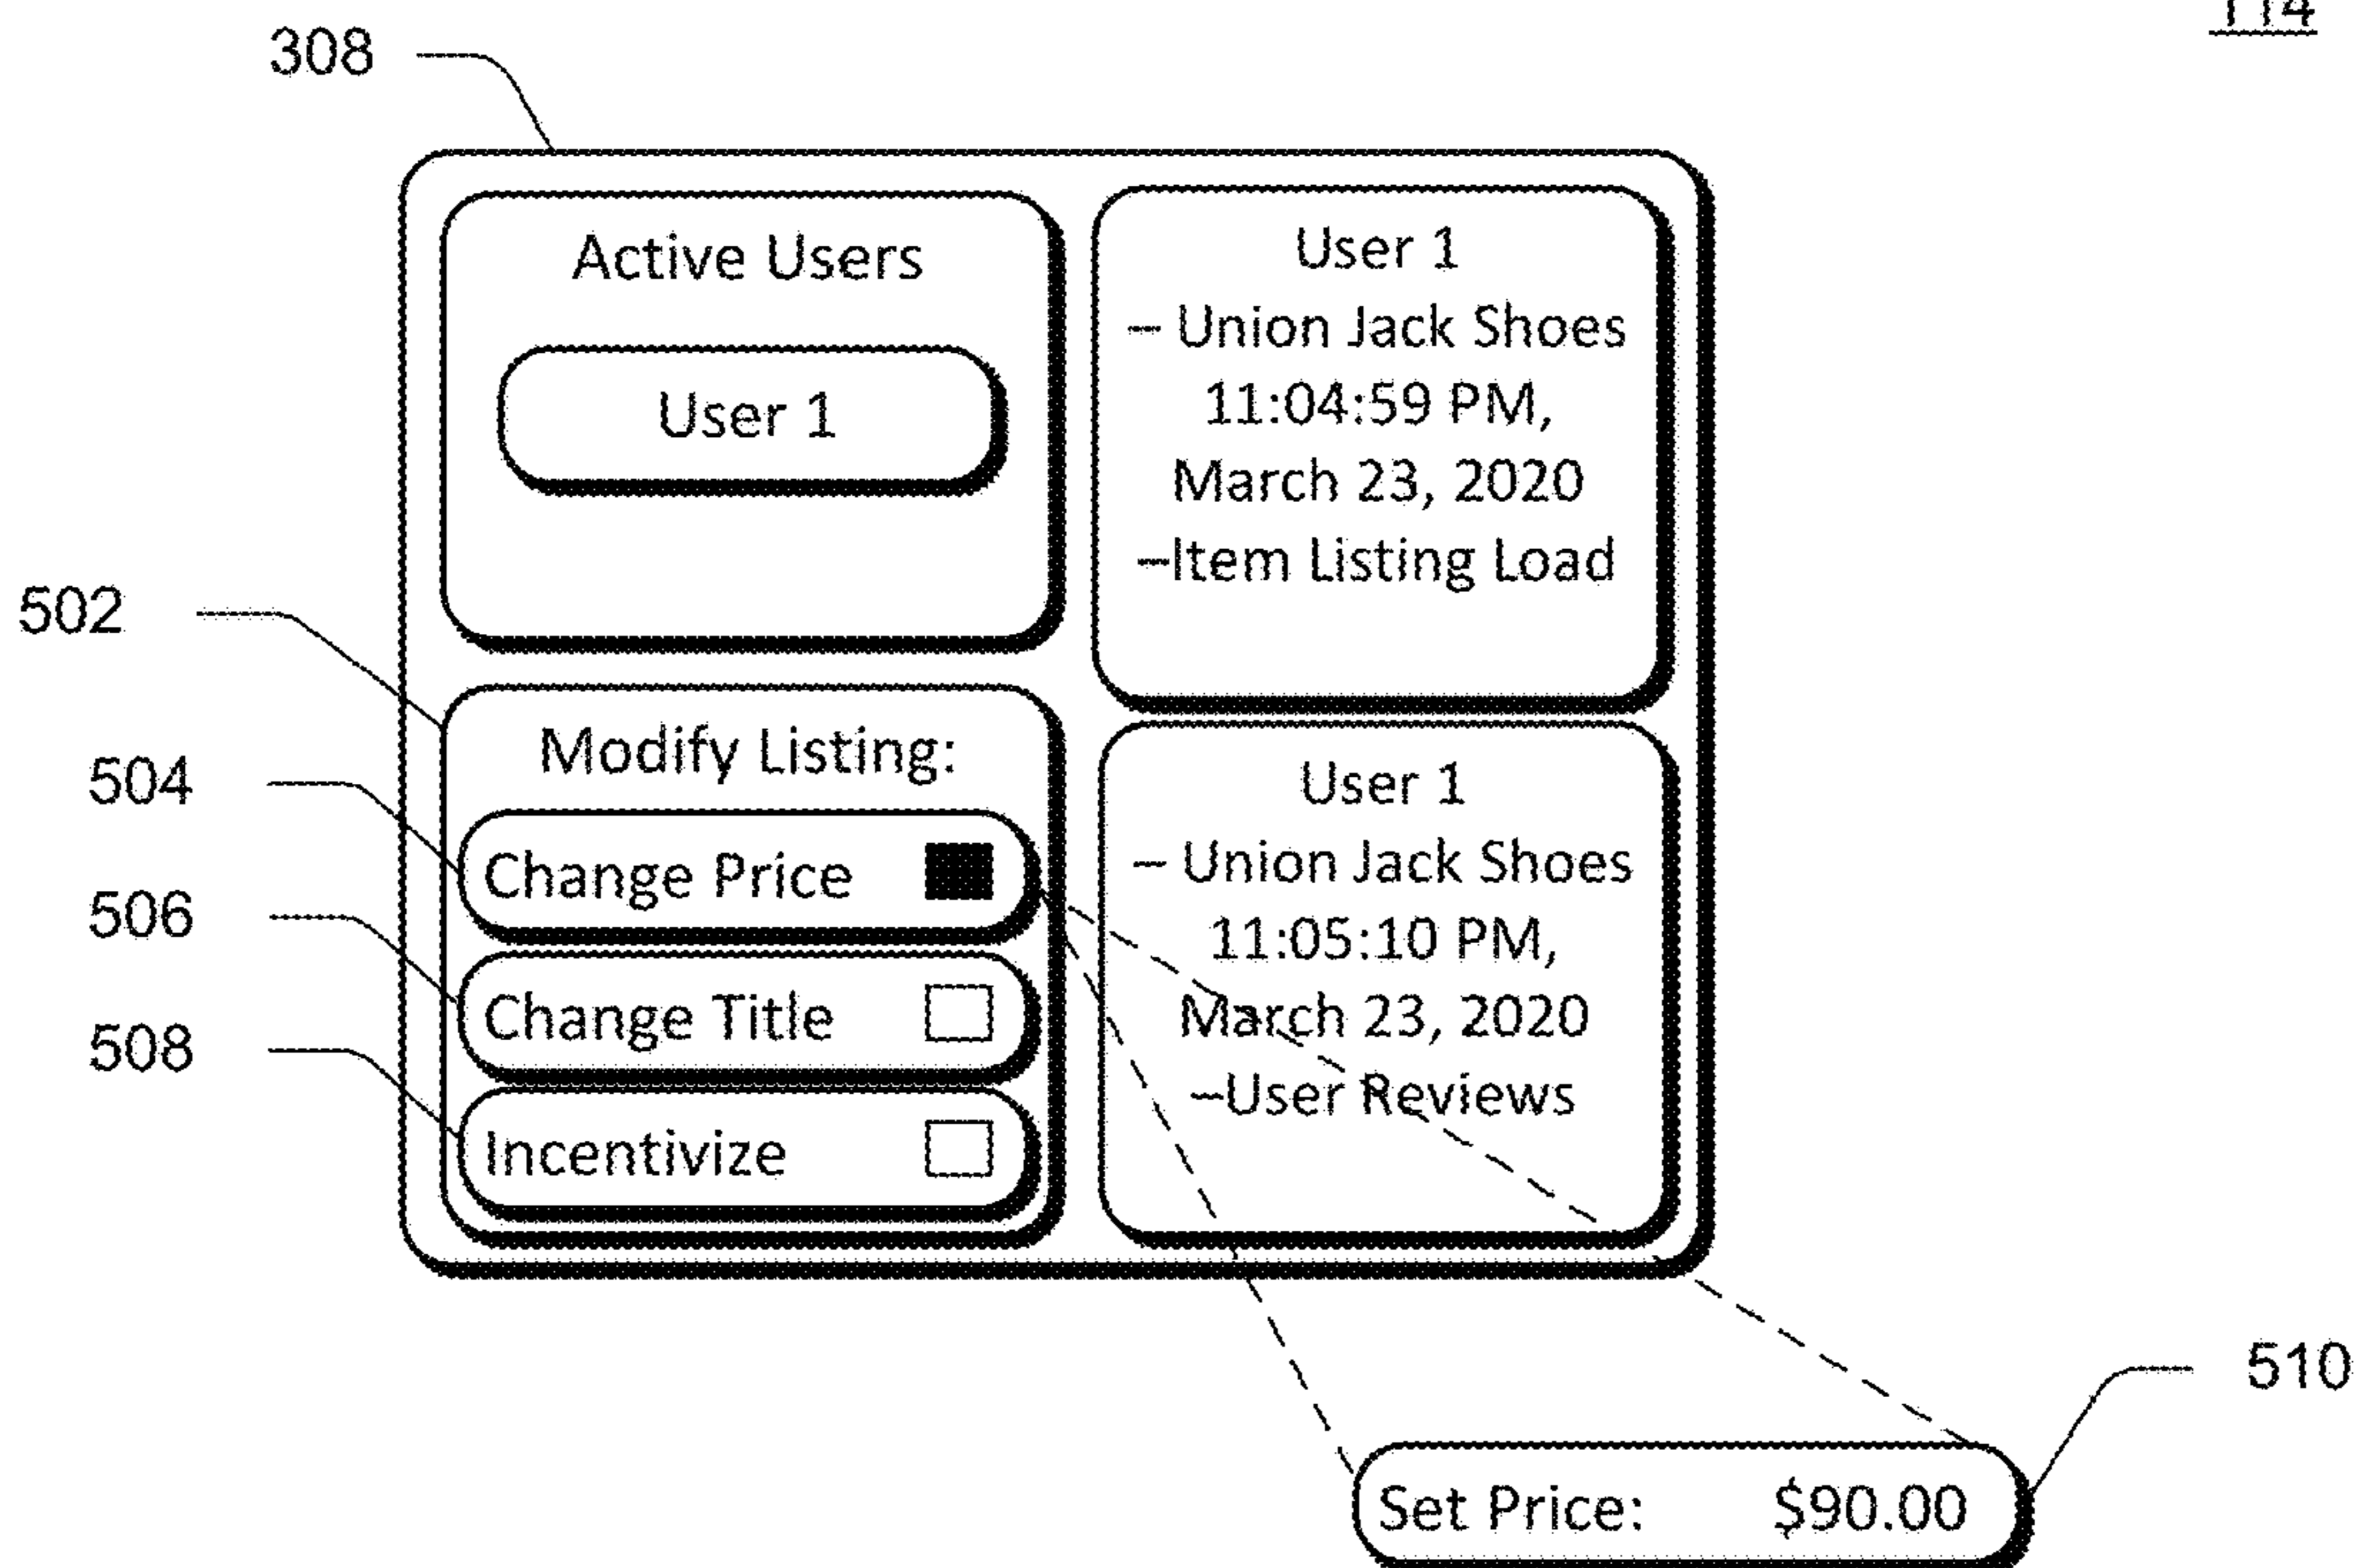 114
308
Active Users
User 1
User 1
– Union Jack Shoes
11:04:59 PM,
March 23, 2020
–Item Listing Load
502
Modify Listing:
504
Change Price
506
Change Title
508
Incentivize
User 1
– Union Jack Shoes
11:05:10 PM,
March 23, 2020
–User Reviews
510
Set Price: $90.00